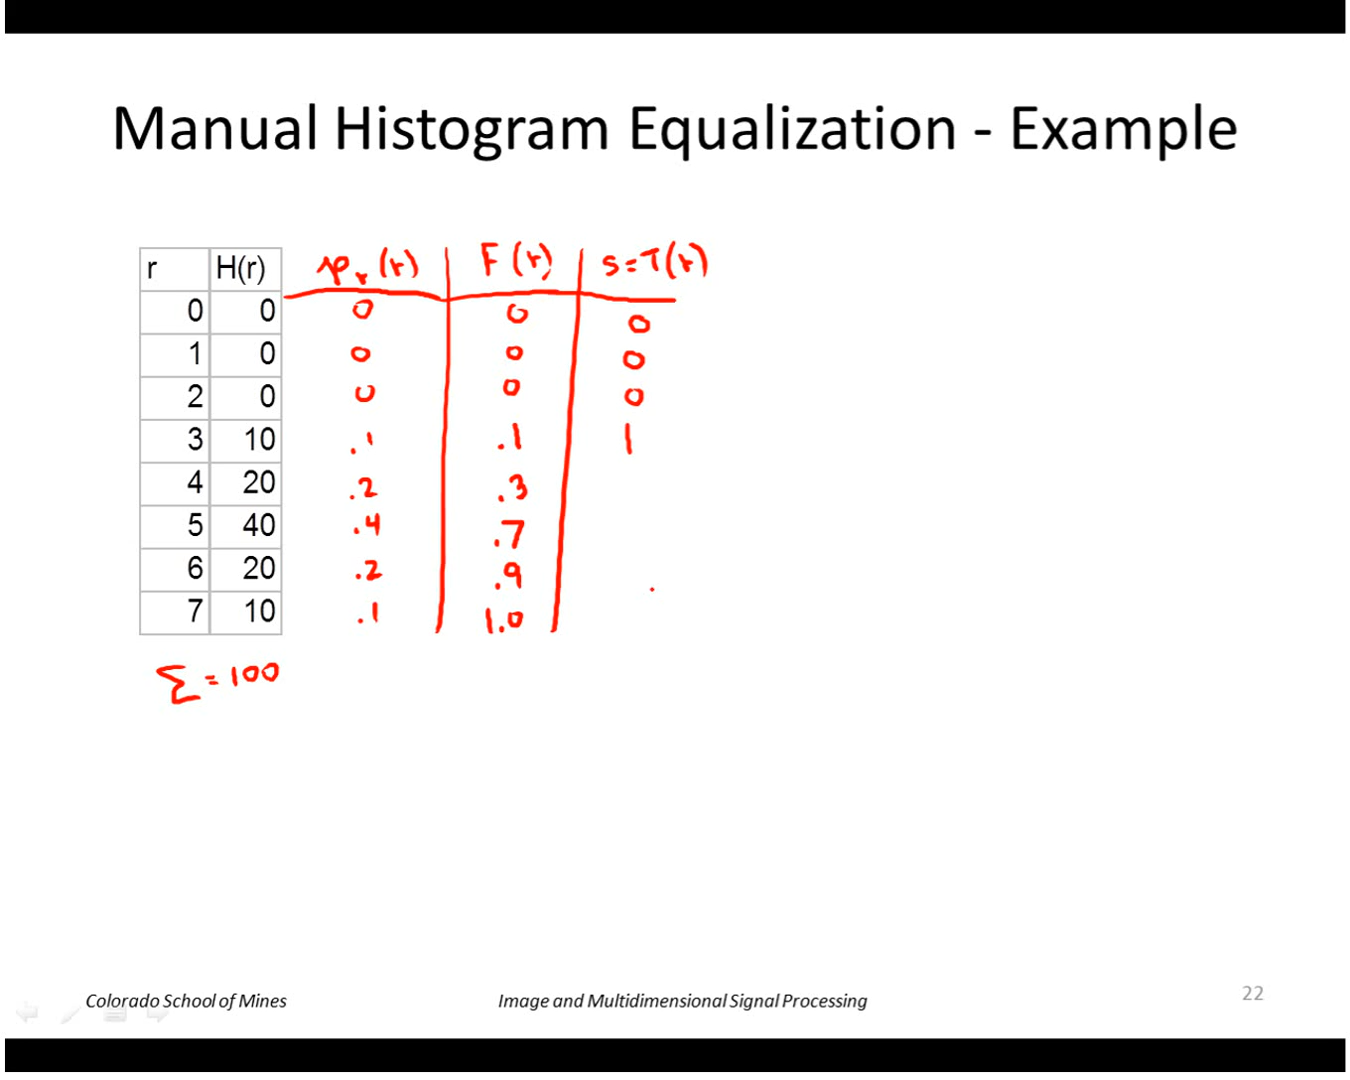 Manual Histogram Equalization - Example
r H(r) pr(r) F(r) s=T(r)
0 0 0 0 0
1 0 0 0 0
2 0 0 0 0
3 10 .1 .1 1
4 20 .2 .3
5 40 .4 .7
6 20 .2 .9
7 10 .1 1.0
Σ=100
Colorado School of Mines Image and Multidimensional Signal Processing 22